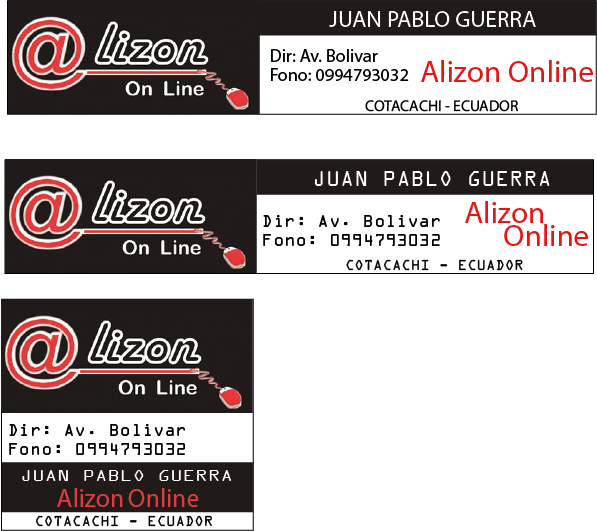 @lizon
On Line
JUAN PABLO GUERRA
Dir: Av. Bolivar
Fono: 0994793032
Alizon Online
COTACACHI - ECUADOR
@lizon
On Line
JUAN PABLO GUERRA
Dir: Av. Bolivar
Fono: 0994793032
Alizon
Online
COTACACHI - ECUADOR
@lizon
On Line
Dir: Av. Bolivar
Fono: 0994793032
JUAN PABLO GUERRA
Alizon Online
COTACACHI - ECUADOR